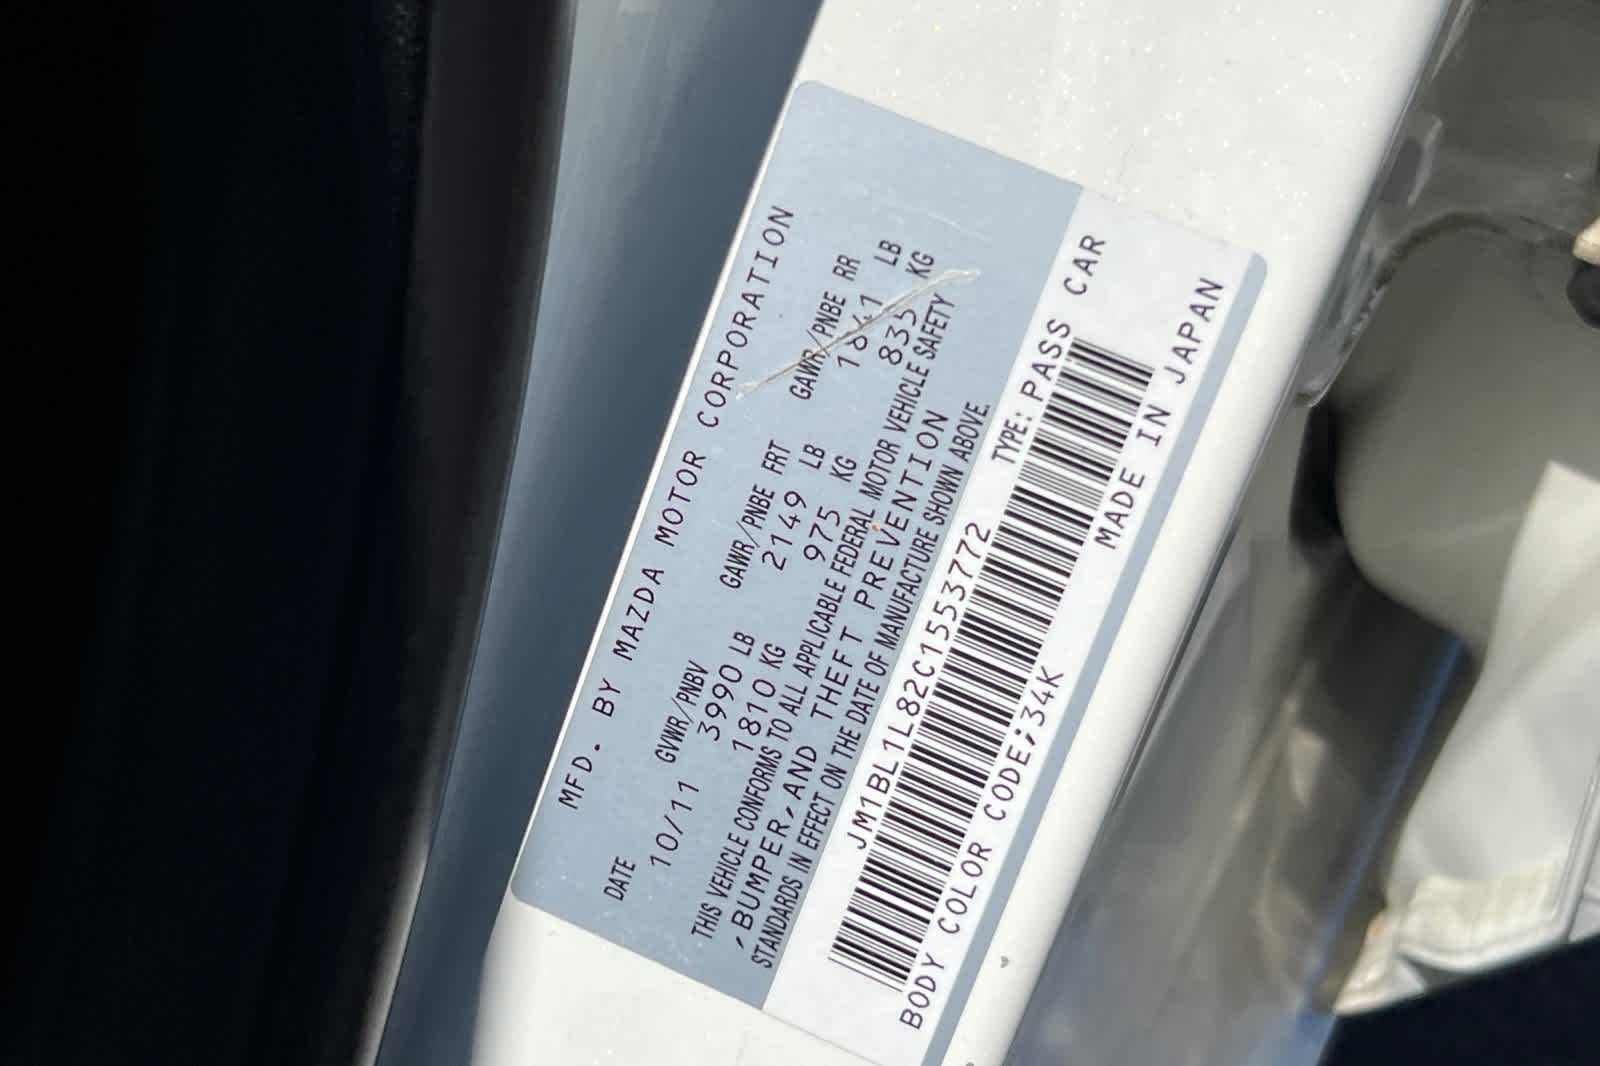 MFD. BY MAZDA MOTOR CORPORATION
DATE GVWR/PNBV GAWR/PNBE FRT GAWR/PNBE RR
10/11 3990 LB 2149 LB 1841 LB
1810 KG 975 KG 835 KG
THIS VEHICLE CONFORMS TO ALL APPLICABLE FEDERAL MOTOR VEHICLE SAFETY
,BUMPER,AND THEFT PREVENTION
STANDARDS IN EFFECT ON THE DATE OF MANUFACTURE SHOWN ABOVE.
JM1BL1L82C1553772 TYPE: PASS CAR
BODY COLOR CODE;34K MADE IN JAPAN